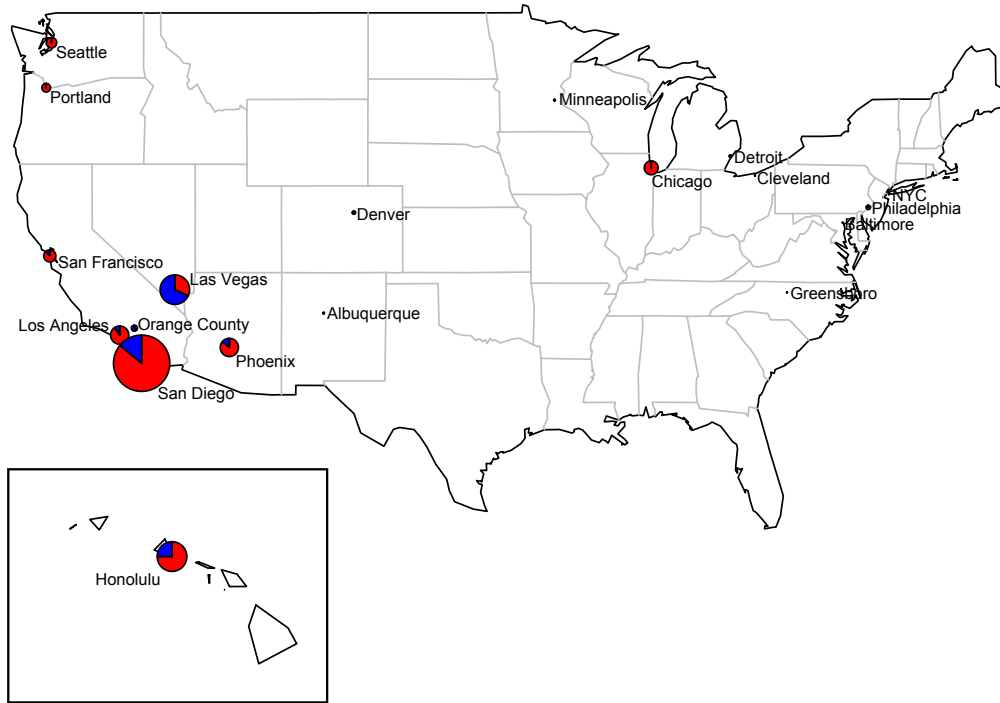 Seattle
Portland
Minneapolis
Detroit
Cleveland
Chicago
NYC
Philadelphia
Baltimore
Denver
San Francisco
Las Vegas
Greensboro
Albuquerque
Los Angeles
Orange County
Phoenix
San Diego
Honolulu